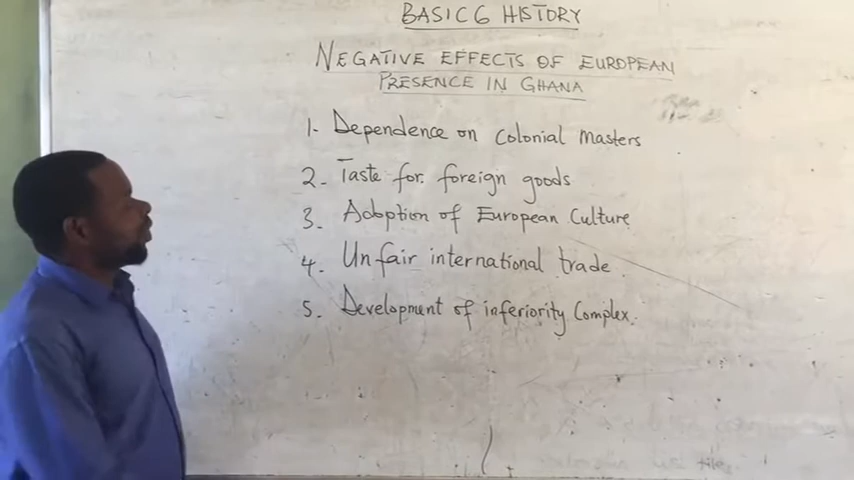 BASIC 6 HISTORY
NEGATIVE EFFECTS OF EUROPEAN
PRESENCE IN GHANA
1. Dependence on colonial masters
2. Taste for foreign goods
3. Adoption of European Culture
4. Unfair international trade
5. Development of inferiority Complex.